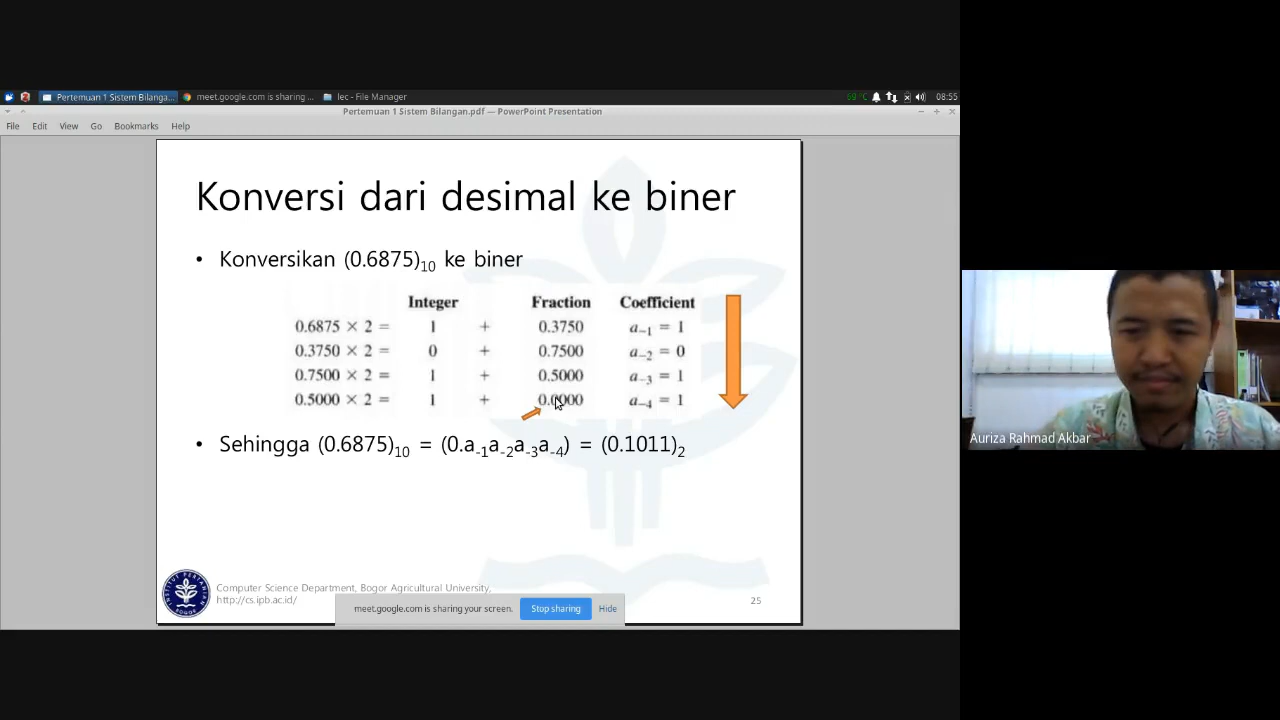 Pertemuan 1 Sistem Bilanga...
meet.google.com is sharing ...
lec - File Manager
69°C
08:55
Pertemuan 1 Sistem Bilangan.pdf — PowerPoint Presentation
File Edit View Go Bookmarks Help
Konversi dari desimal ke biner
• Konversikan (0.6875)₁₀ ke biner
Integer Fraction Coefficient
0.6875 × 2 = 1 + 0.3750 a₋₁ = 1
0.3750 × 2 = 0 + 0.7500 a₋₂ = 0
0.7500 × 2 = 1 + 0.5000 a₋₃ = 1
0.5000 × 2 = 1 + 0.0000 a₋₄ = 1
• Sehingga (0.6875)₁₀ = (0.a₋₁a₋₂a₋₃a₋₄) = (0.1011)₂
Computer Science Department, Bogor Agricultural University,
http://cs.ipb.ac.id/
25
meet.google.com is sharing your screen. Stop sharing Hide
Auriza Rahmad Akbar